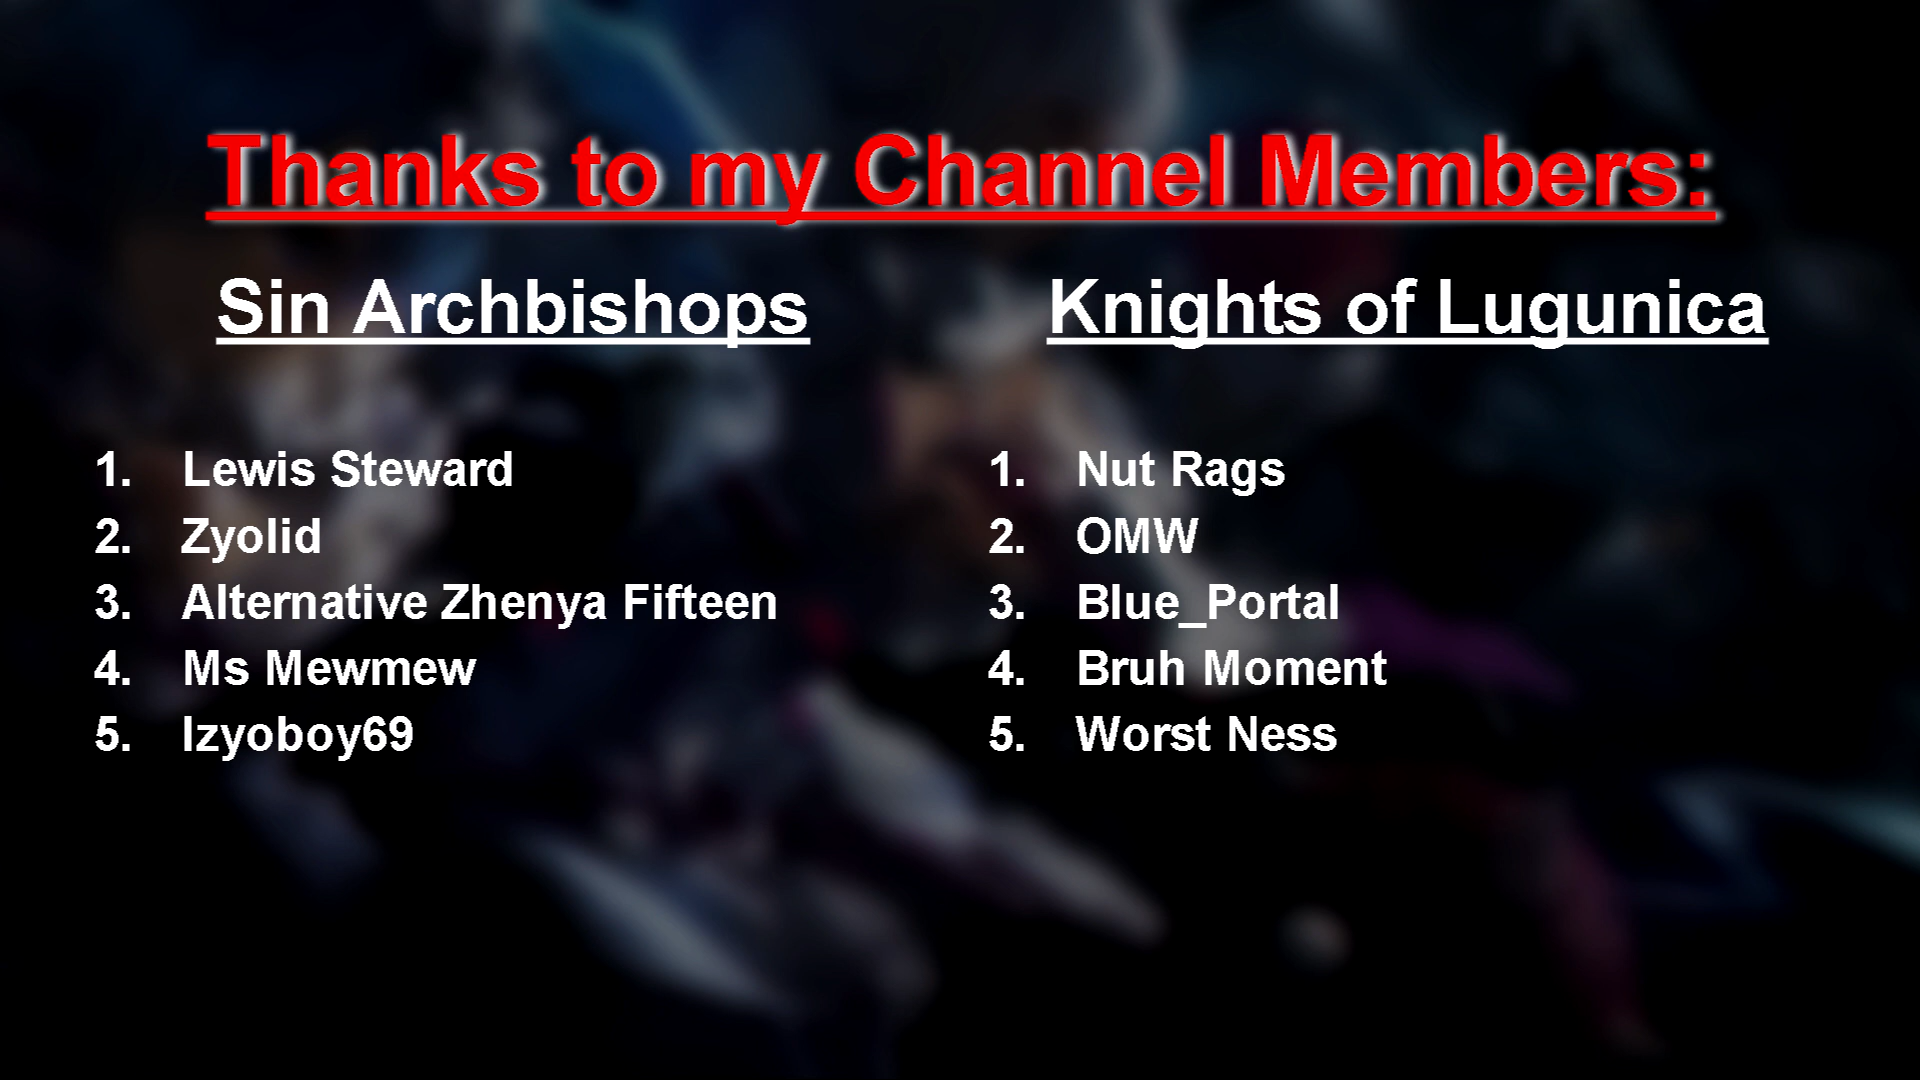 Thanks to my Channel Members:
Sin Archbishops
1. Lewis Steward
2. Zyolid
3. Alternative Zhenya Fifteen
4. Ms Mewmew
5. Izyoboy69
Knights of Lugunica
1. Nut Rags
2. OMW
3. Blue_Portal
4. Bruh Moment
5. Worst Ness